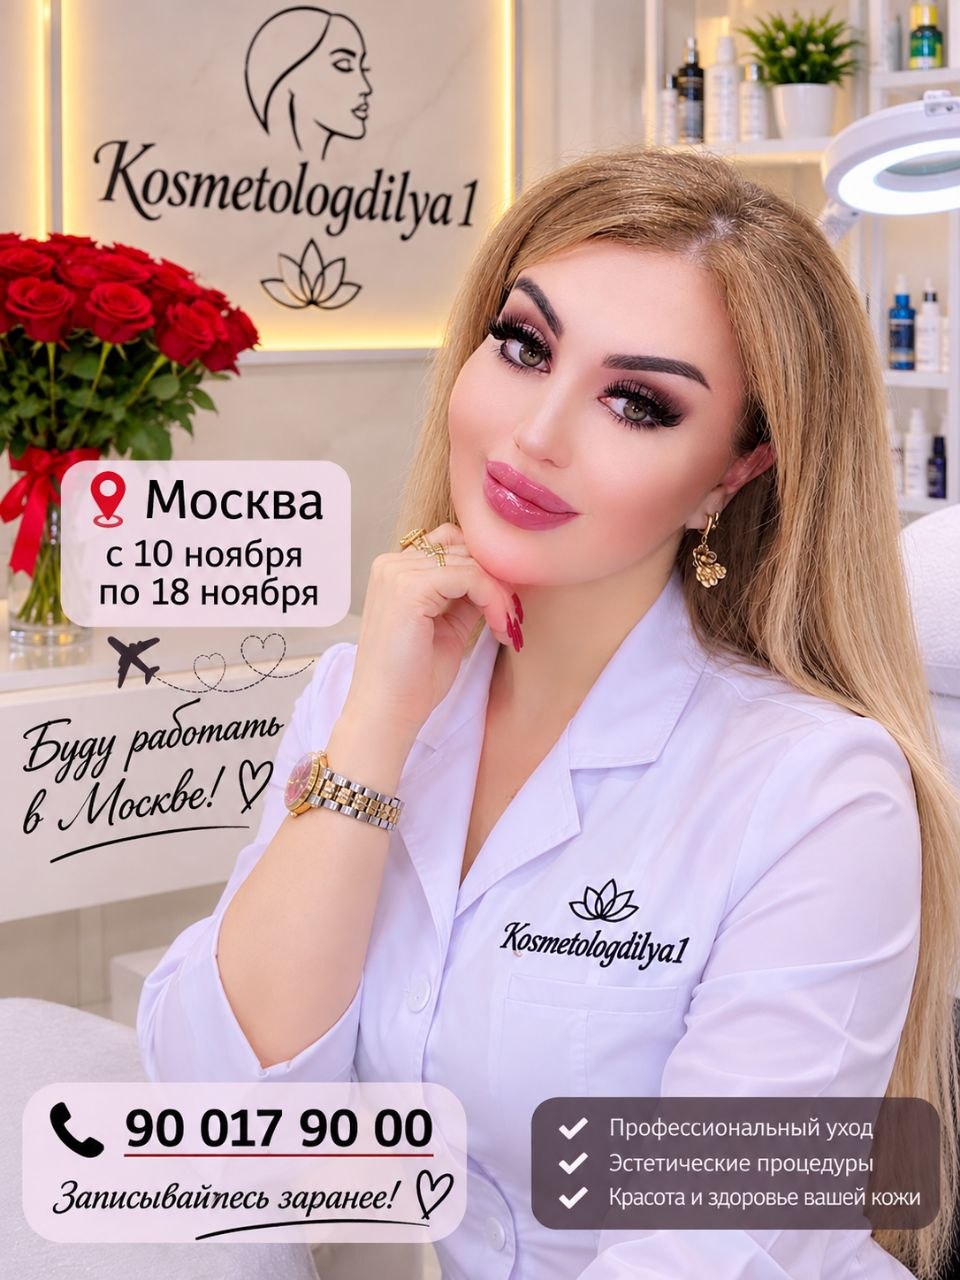 Kosmetologdilya1
Москва
с 10 ноября
по 18 ноября
Буду работать
в Москве!
Kosmetologdilya1
90 017 90 00
Записывайтесь заранее!
Профессиональный уход
Эстетические процедуры
Красота и здоровье вашей кожи